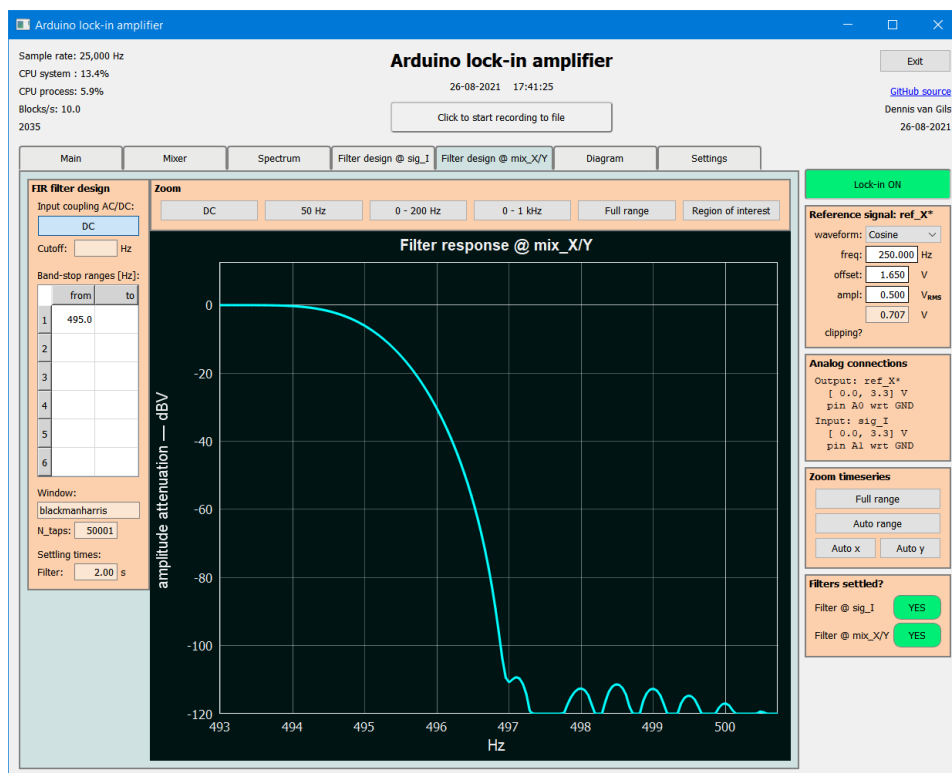 Arduino lock-in amplifier
Sample rate: 25,000 Hz
CPU system : 13.4%
CPU process: 5.9%
Blocks/s: 10.0
2035
Arduino lock-in amplifier
26-08-2021 17:41:25
Click to start recording to file
Exit
GitHub source
Dennis van Gils
26-08-2021
Main Mixer Spectrum Filter design @ sig_I Filter design @ mix_X/Y Diagram Settings
FIR filter design
Input coupling AC/DC:
DC
Cutoff: Hz
Band-stop ranges [Hz]:
from to
1 495.0
2
3
4
5
6
Window:
blackmanharris
N_taps: 50001
Settling times:
Filter: 2.00 s
Zoom
DC 50 Hz 0 - 200 Hz 0 - 1 kHz Full range Region of interest
Filter response @ mix_X/Y
amplitude attenuation — dBV
0
-20
-40
-60
-80
-100
-120
493 494 495 496 497 498 499 500
Hz
Lock-in ON
Reference signal: ref_X*
waveform: Cosine
freq: 250.000 Hz
offset: 1.650 V
ampl: 0.500 VRMS
0.707 V
clipping?
Analog connections
Output: ref_X*
[ 0.0, 3.3] V
pin A0 wrt GND
Input: sig_I
[ 0.0, 3.3] V
pin A1 wrt GND
Zoom timeseries
Full range
Auto range
Auto x Auto y
Filters settled?
Filter @ sig_I YES
Filter @ mix_X/Y YES